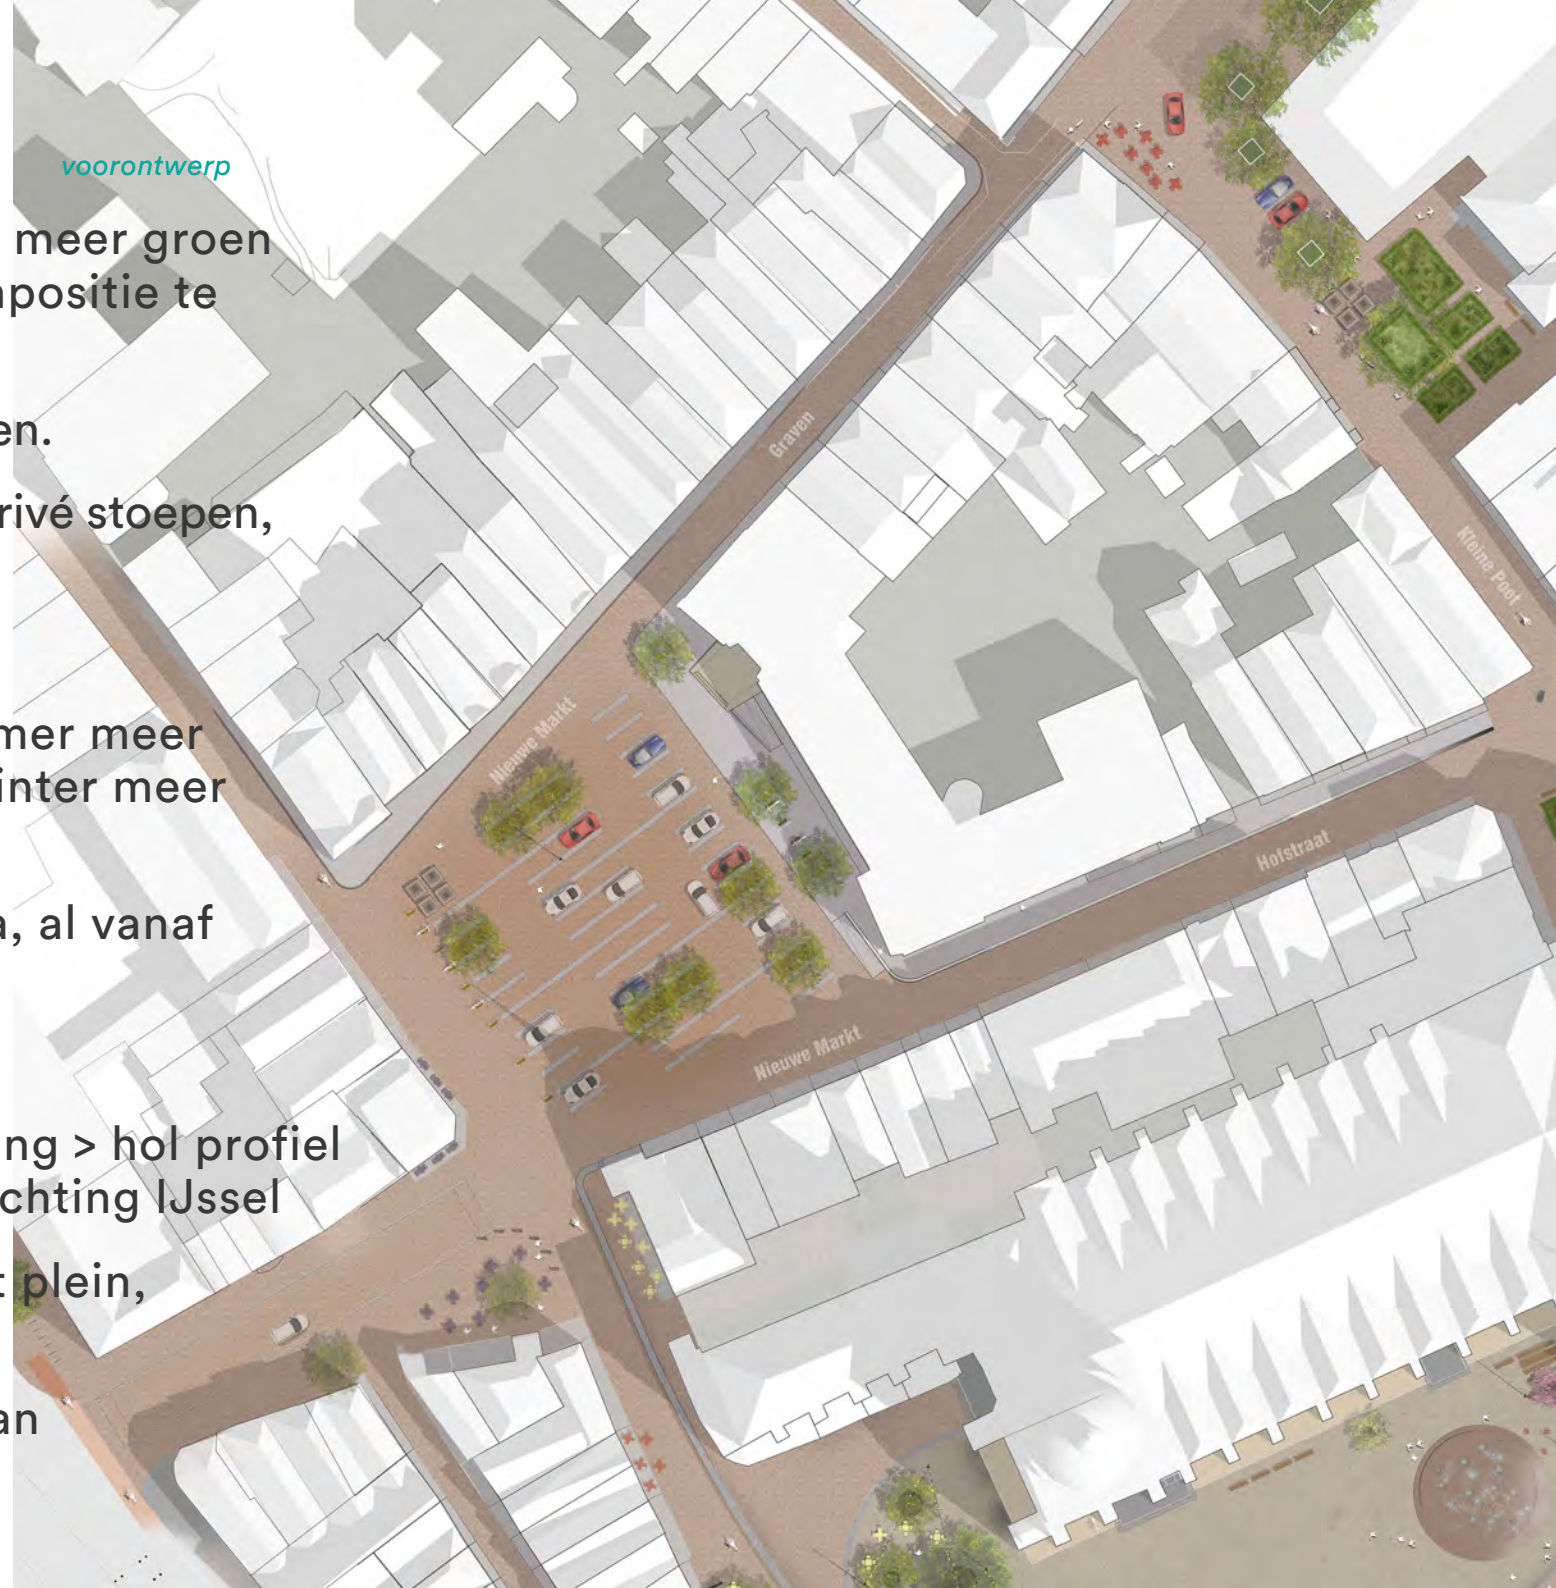 voorontwerp
meer groen
mpositie te
en.
rivé stoepen,
mer meer
inter meer
a, al vanaf
ng > hol profiel
chting IJssel
t plein,
an
Graven
Kleine Poot
Nieuwe Markt
Hofstraat
Nieuwe Markt